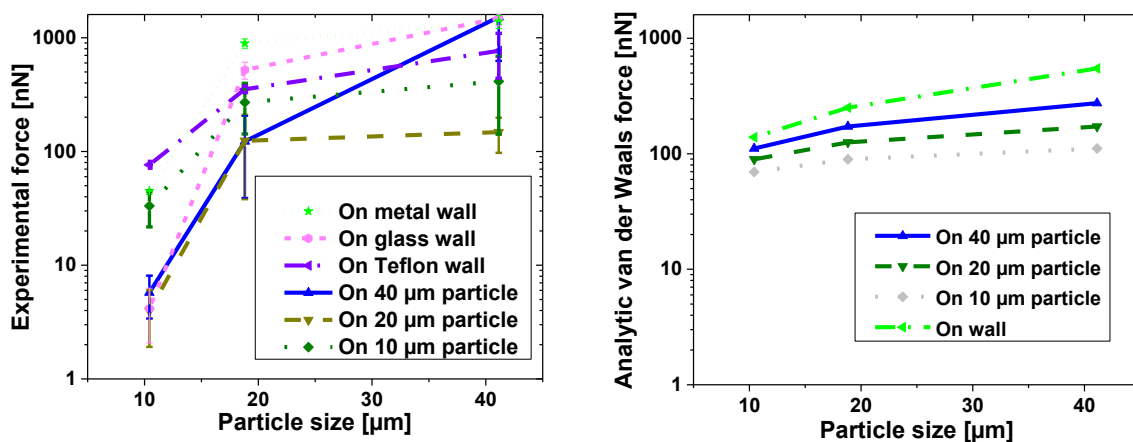 Experimental force [nN]
1000
100
10
1
On metal wall
On glass wall
On Teflon wall
On 40 µm particle
On 20 µm particle
On 10 µm particle
10 20 30 40
Particle size [µm]
Analytic van der Waals force [nN]
1000
100
10
1
On 40 µm particle
On 20 µm particle
On 10 µm particle
On wall
10 20 30 40
Particle size [µm]